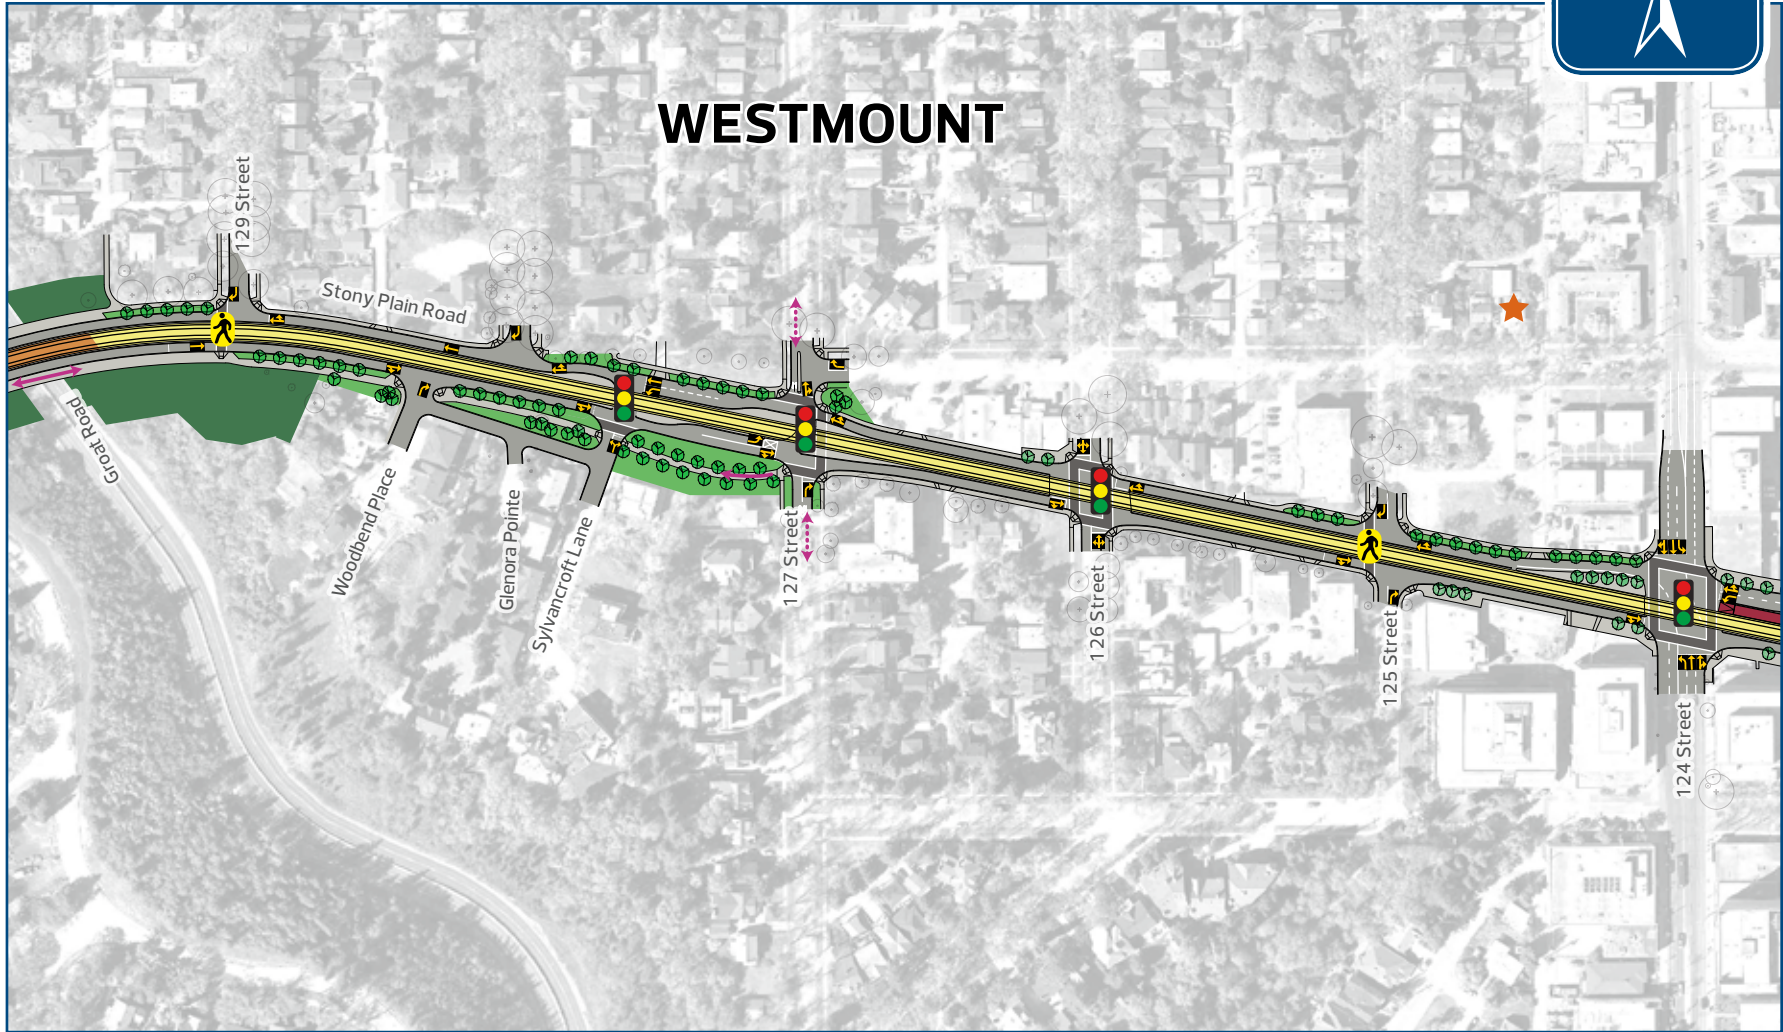 WESTMOUNT
129 Street
Stony Plain Road
Groat Road
Woodbend Place
Glenora Pointe
Sylvancroft Lane
127 Street
126 Street
125 Street
124 Street